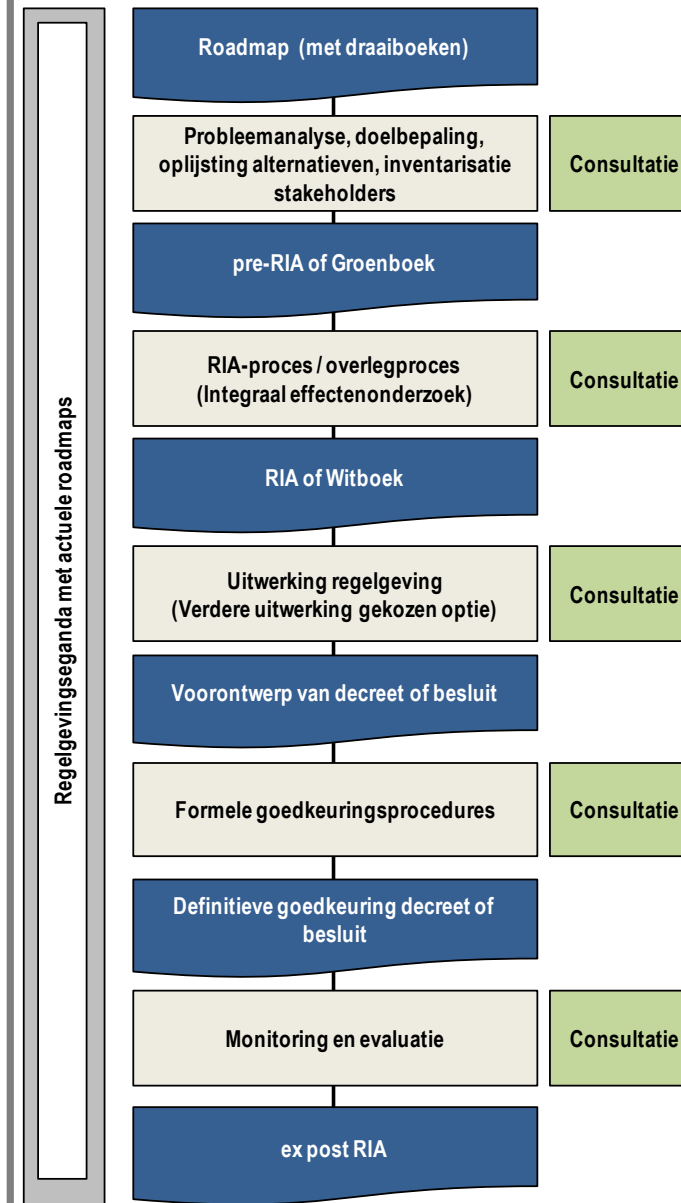 Regelgevingseganda met actuele roadmaps
Roadmap (met draaiboeken)
Probleemanalyse, doelbepaling,
oplijsting alternatieven, inventarisatie
stakeholders
Consultatie
pre-RIA of Groenboek
RIA-proces / overlegproces
(Integraal effectenonderzoek)
Consultatie
RIA of Witboek
Uitwerking regelgeving
(Verdere uitwerking gekozen optie)
Consultatie
Voorontwerp van decreet of besluit
Formele goedkeuringsprocedures
Consultatie
Definitieve goedkeuring decreet of
besluit
Monitoring en evaluatie
Consultatie
ex post RIA